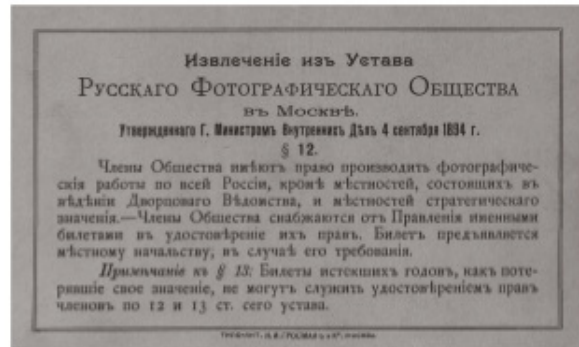 Извлеченіе изъ Устава
Русскаго Фотографическаго Общества
въ Москвѣ.
Утвержденнаго Г. Министромъ Внутреннихъ Дѣлъ 4 сентября 1894 г.
§ 12.
Члены Общества имѣютъ право производить фотографиче-
скія работы по всей Россіи, кромѣ мѣстностей, состоящихъ въ
вѣдѣніи Дворцоваго Вѣдомства, и мѣстностей стратегическаго
значенія.—Члены Общества снабжаются отъ Правленія именными
билетами въ удостовѣреніе ихъ правъ. Билетъ предъявляется
мѣстному начальству, въ случаѣ его требованія.
Примѣчаніе къ § 13: Билеты истекшихъ годовъ, какъ поте-
рявшіе свое значеніе, не могутъ служить удостовѣреніемъ правъ
членовъ по 12 и 13 ст. сего устава.